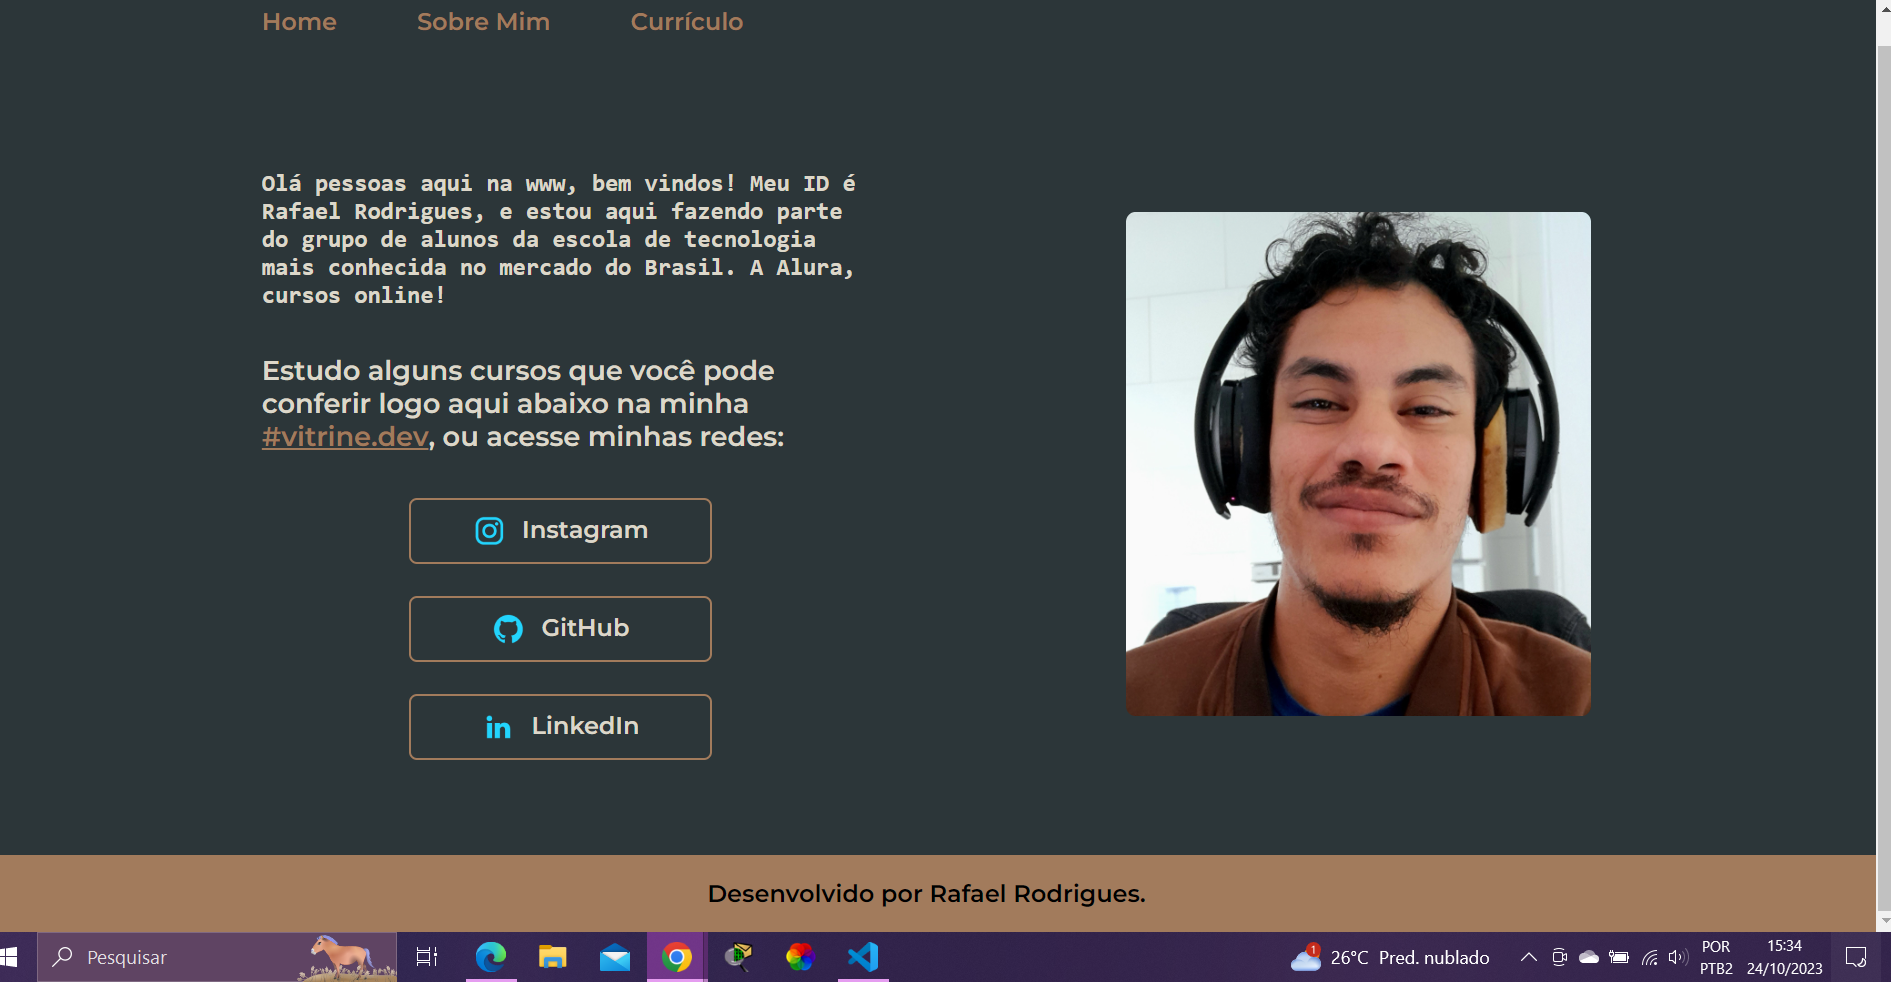 Home Sobre Mim Currículo
Olá pessoas aqui na www, bem vindos! Meu ID é
Rafael Rodrigues, e estou aqui fazendo parte
do grupo de alunos da escola de tecnologia
mais conhecida no mercado do Brasil. A Alura,
cursos online!
Estudo alguns cursos que você pode
conferir logo aqui abaixo na minha
#vitrine.dev, ou acesse minhas redes:
Instagram
GitHub
LinkedIn
Desenvolvido por Rafael Rodrigues.
Pesquisar
1
26°C Pred. nublado
POR
PTB2
15:34
24/10/2023